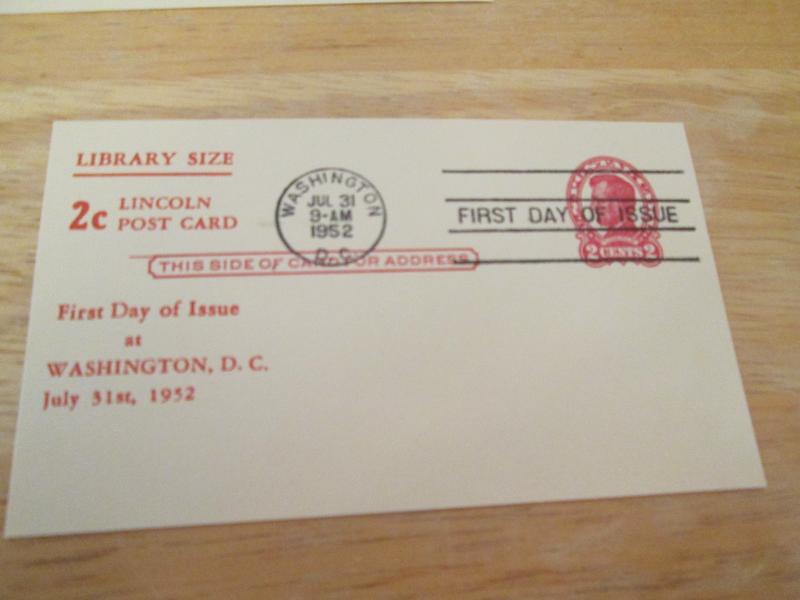 LIBRARY SIZE
2c LINCOLN
POST CARD
WASHINGTON
JUL 31
9-AM
1952
D.C.
FIRST DAY OF ISSUE
2 CENTS 2
THIS SIDE OF CARD FOR ADDRESS
First Day of Issue
at
WASHINGTON, D. C.
July 31st, 1952